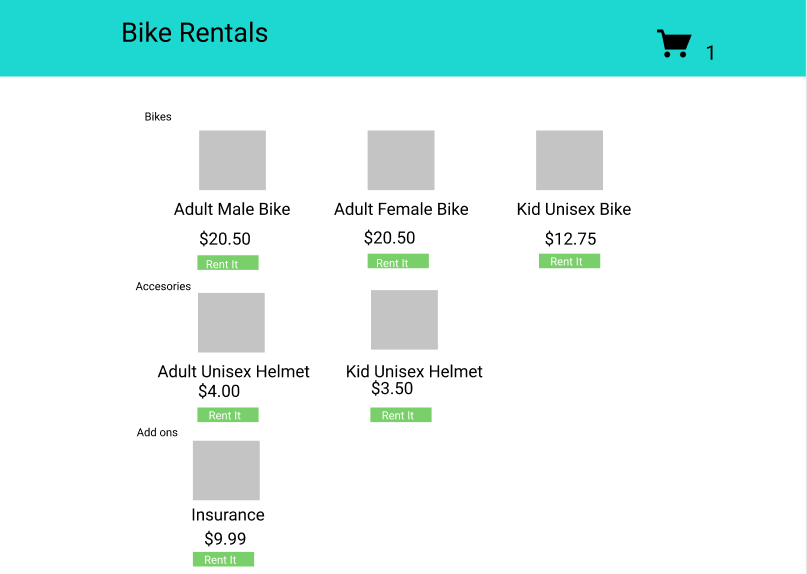 Bike Rentals
1
Bikes
Adult Male Bike
Adult Female Bike
Kid Unisex Bike
$20.50
$20.50
$12.75
Rent It
Rent It
Rent It
Accesories
Adult Unisex Helmet
Kid Unisex Helmet
$4.00
$3.50
Rent It
Rent It
Add ons
Insurance
$9.99
Rent It